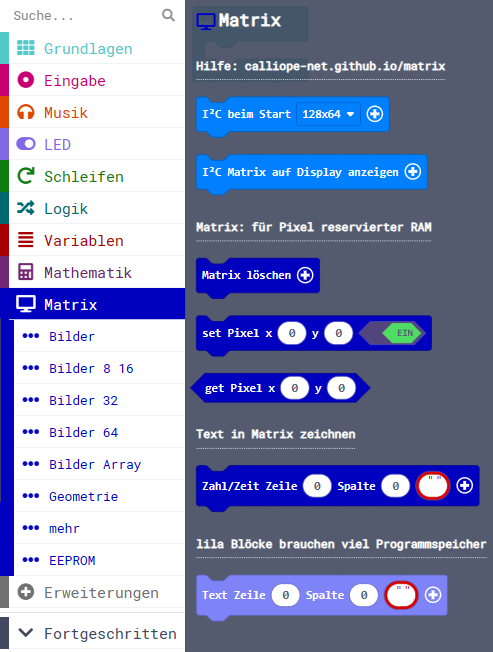 Suche...
Grundlagen
Eingabe
Musik
LED
Schleifen
Logik
Variablen
Mathematik
Matrix
Bilder
Bilder 8 16
Bilder 32
Bilder 64
Bilder Array
Geometrie
mehr
EEPROM
Erweiterungen
Fortgeschritten
Matrix
Hilfe: calliope-net.github.io/matrix
I²C beim Start 128x64
I²C Matrix auf Display anzeigen
Matrix: für Pixel reservierter RAM
Matrix löschen
set Pixel x 0 y 0 EIN
get Pixel x 0 y 0
Text in Matrix zeichnen
Zahl/Zeit Zeile 0 Spalte 0 " "
lila Blöcke brauchen viel Programmspeicher
Text Zeile 0 Spalte 0 " "